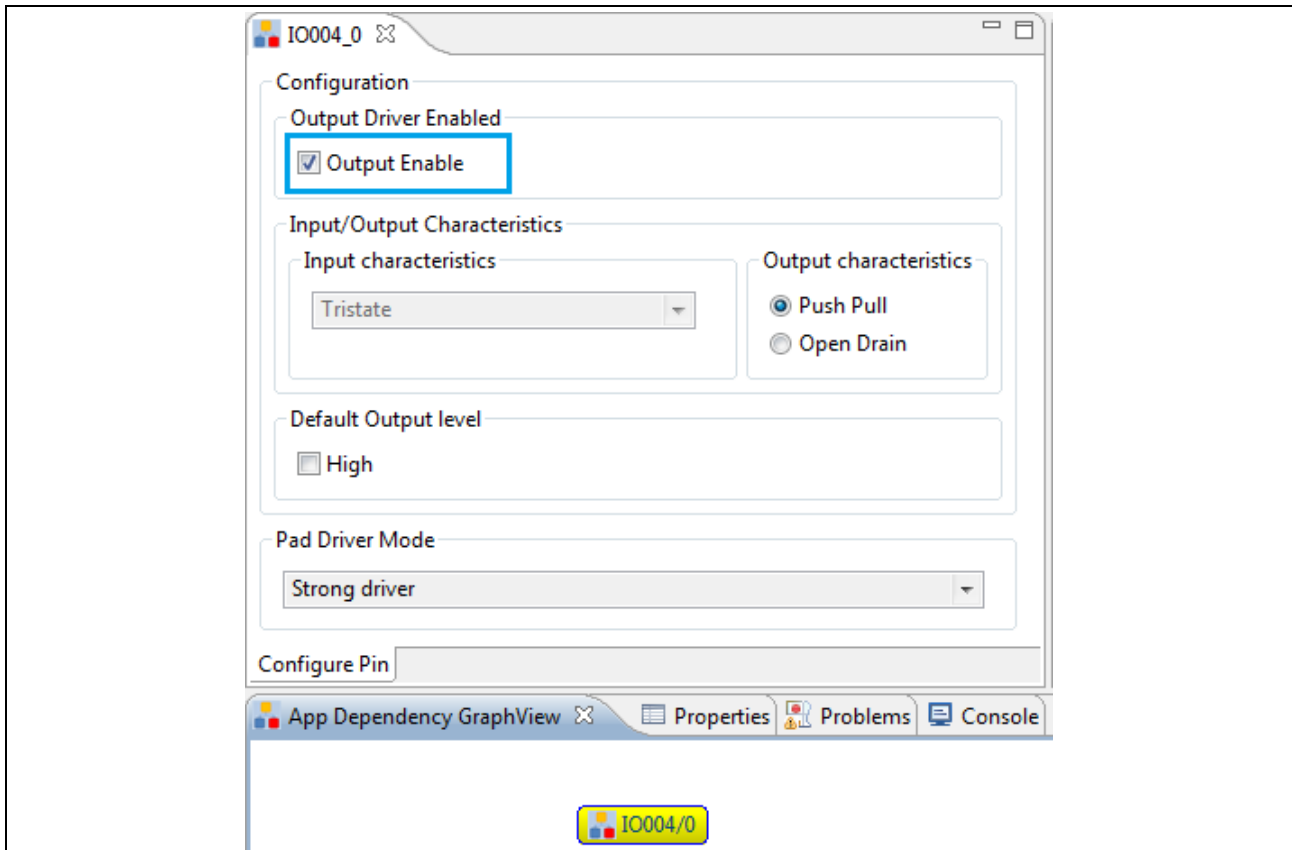 IO004_0
Configuration
Output Driver Enabled
Output Enable
Input/Output Characteristics
Input characteristics
Output characteristics
Tristate
Push Pull
Open Drain
Default Output level
High
Pad Driver Mode
Strong driver
Configure Pin
App Dependency GraphView Properties Problems Console
IO004/0